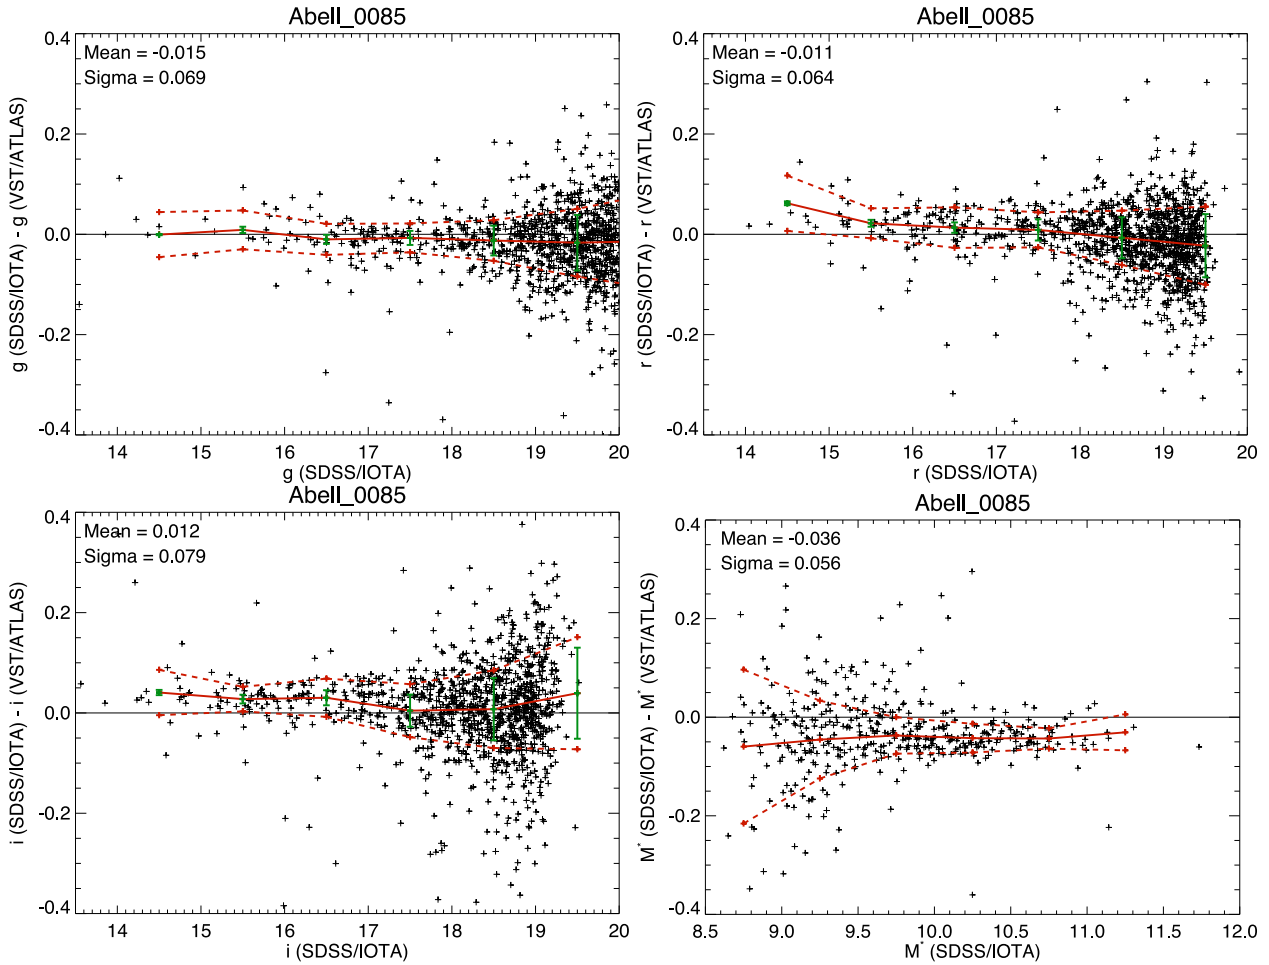 Abell_0085
Mean = -0.015
Sigma = 0.069
g (SDSS/IOTA) - g (VST/ATLAS)
0.4
0.2
0.0
-0.2
-0.4
14 15 16 17 18 19 20
g (SDSS/IOTA)
Abell_0085
Mean = -0.011
Sigma = 0.064
r (SDSS/IOTA) - r (VST/ATLAS)
0.4
0.2
0.0
-0.2
-0.4
14 15 16 17 18 19 20
r (SDSS/IOTA)
Abell_0085
Mean = 0.012
Sigma = 0.079
i (SDSS/IOTA) - i (VST/ATLAS)
0.4
0.2
0.0
-0.2
-0.4
14 15 16 17 18 19 20
i (SDSS/IOTA)
Abell_0085
Mean = -0.036
Sigma = 0.056
M* (SDSS/IOTA) - M* (VST/ATLAS)
0.4
0.2
0.0
-0.2
-0.4
8.5 9.0 9.5 10.0 10.5 11.0 11.5 12.0
M* (SDSS/IOTA)